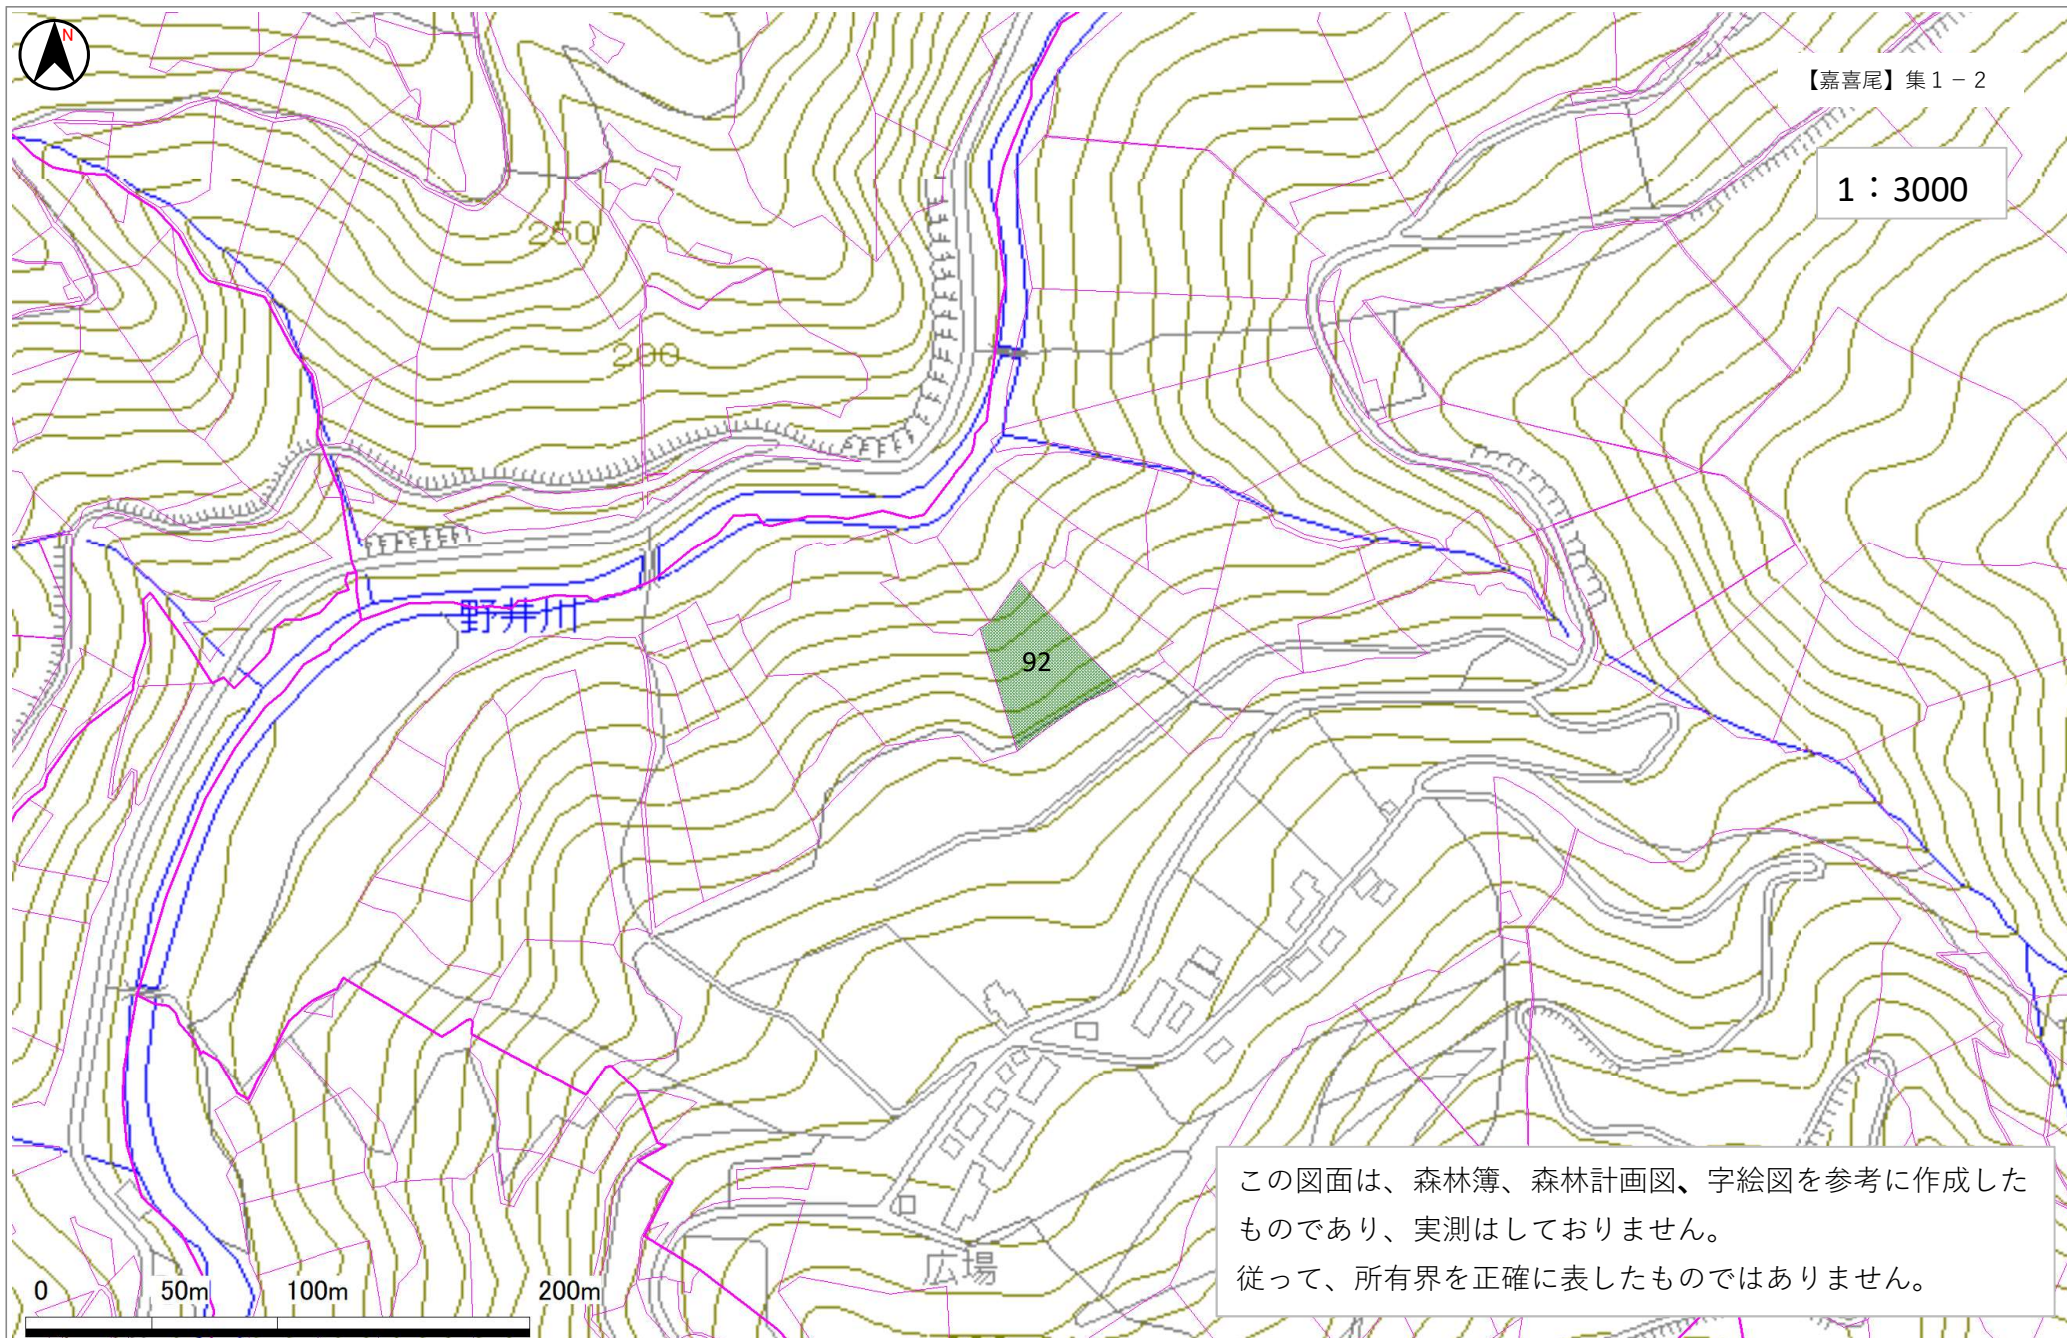 N
【嘉喜尾】集１－２
1：3000
250
200
野井川
92
広場
この図面は、森林簿、森林計画図、字絵図を参考に作成した
ものであり、実測はしておりません。
従って、所有界を正確に表したものではありません。
0 50m 100m 200m